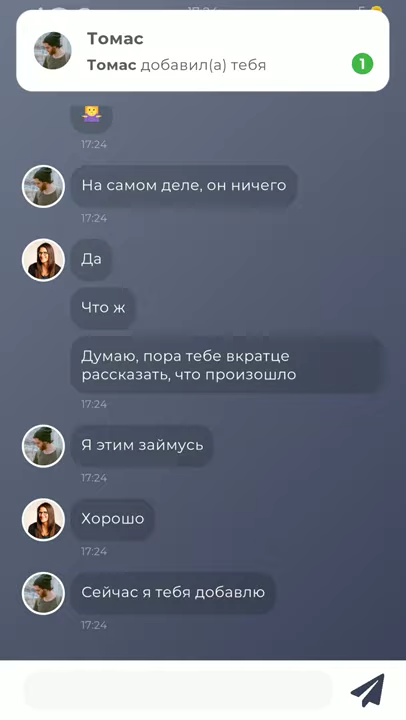 Томас
Томас добавил(а) тебя
1
17:24
На самом деле, он ничего
17:24
Да
Что ж
Думаю, пора тебе вкратце
рассказать, что произошло
17:24
Я этим займусь
17:24
Хорошо
17:24
Сейчас я тебя добавлю
17:24